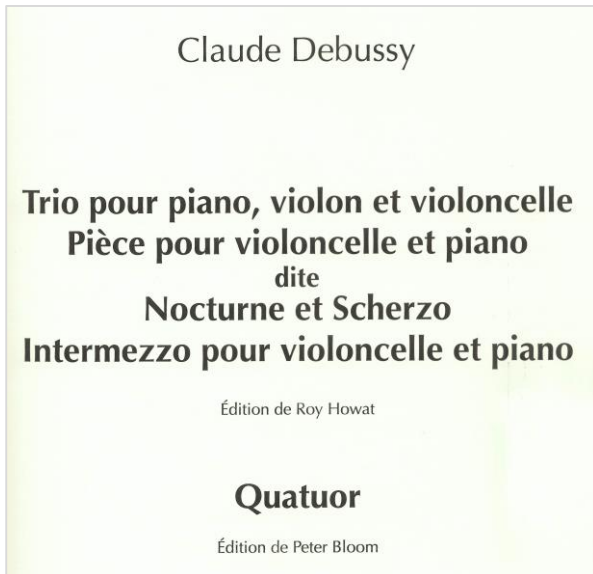 Claude Debussy
Trio pour piano, violon et violoncelle
Pièce pour violoncelle et piano
dite
Nocturne et Scherzo
Intermezzo pour violoncelle et piano
Édition de Roy Howat
Quatuor
Édition de Peter Bloom